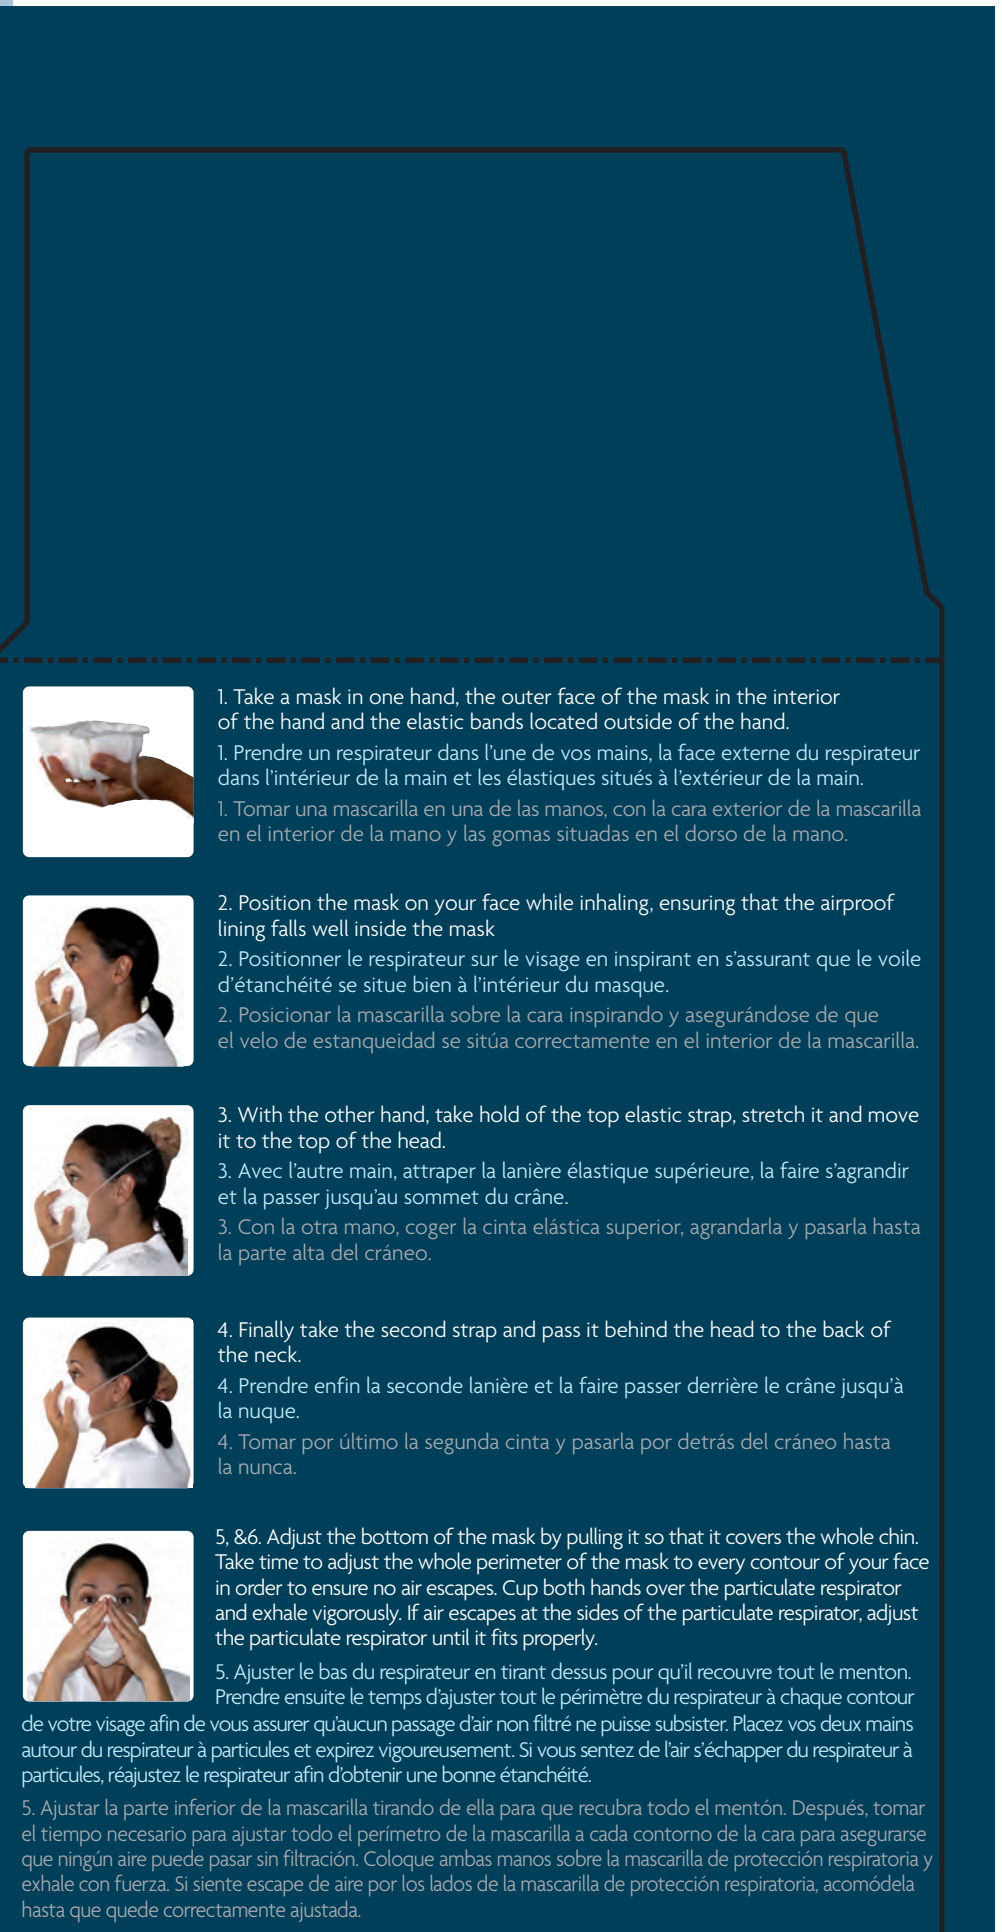 1. Take a mask in one hand, the outer face of the mask in the interior
of the hand and the elastic bands located outside of the hand.
1. Prendre un respirateur dans l'une de vos mains, la face externe du respirateur
dans l'intérieur de la main et les élastiques situés à l'extérieur de la main.
1. Tomar una mascarilla en una de las manos, con la cara exterior de la mascarilla
en el interior de la mano y las gomas situadas en el dorso de la mano.
2. Position the mask on your face while inhaling, ensuring that the airproof
lining falls well inside the mask
2. Positionner le respirateur sur le visage en inspirant en s'assurant que le voile
d'étanchéité se situe bien à l'intérieur du masque.
2. Posicionar la mascarilla sobre la cara inspirando y asegurándose de que
el velo de estanqueidad se sitúa correctamente en el interior de la mascarilla.
3. With the other hand, take hold of the top elastic strap, stretch it and move
it to the top of the head.
3. Avec l'autre main, attraper la lanière élastique supérieure, la faire s'agrandir
et la passer jusqu'au sommet du crâne.
3. Con la otra mano, coger la cinta elástica superior, agrandarla y pasarla hasta
la parte alta del cráneo.
4. Finally take the second strap and pass it behind the head to the back of
the neck.
4. Prendre enfin la seconde lanière et la faire passer derrière le crâne jusqu'à
la nuque.
4. Tomar por último la segunda cinta y pasarla por detrás del cráneo hasta
la nunca.
5, &6. Adjust the bottom of the mask by pulling it so that it covers the whole chin.
Take time to adjust the whole perimeter of the mask to every contour of your face
in order to ensure no air escapes. Cup both hands over the particulate respirator
and exhale vigorously. If air escapes at the sides of the particulate respirator, adjust
the particulate respirator until it fits properly.
5. Ajuster le bas du respirateur en tirant dessus pour qu'il recouvre tout le menton.
Prendre ensuite le temps d'ajuster tout le périmètre du respirateur à chaque contour
de votre visage afin de vous assurer qu'aucun passage d'air non filtré ne puisse subsister. Placez vos deux mains
autour du respirateur à particules et expirez vigoureusement. Si vous sentez de l'air s'échapper du respirateur à
particules, réajustez le respirateur afin d'obtenir une bonne étanchéité.
5. Ajustar la parte inferior de la mascarilla tirando de ella para que recubra todo el mentón. Después, tomar
el tiempo necesario para ajustar todo el perímetro de la mascarilla a cada contorno de la cara para asegurarse
que ningún aire puede pasar sin filtración. Coloque ambas manos sobre la mascarilla de protección respiratoria y
exhale con fuerza. Si siente escape de aire por los lados de la mascarilla de protección respiratoria, acomódela
hasta que quede correctamente ajustada.